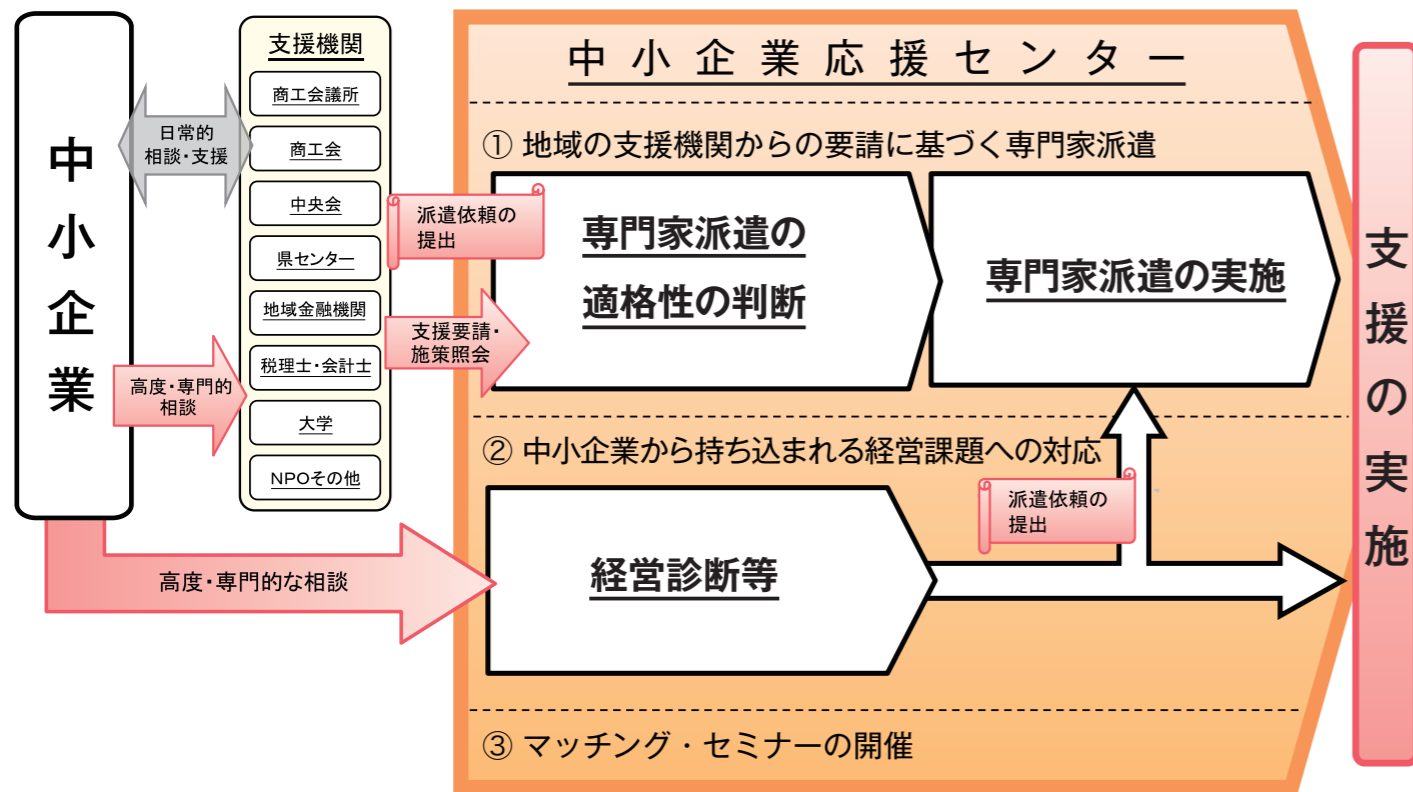 中小企業
支援機関
商工会議所
商工会
中央会
県センター
地域金融機関
税理士・会計士
大学
NPOその他
日常的
相談・支援
高度・専門的
相談
高度・専門的な相談
派遣依頼の
提出
支援要請・
施策照会
中小企業応援センター
① 地域の支援機関からの要請に基づく専門家派遣
専門家派遣の
適格性の判断
専門家派遣の実施
② 中小企業から持ち込まれる経営課題への対応
派遣依頼の
提出
経営診断等
③ マッチング・セミナーの開催
支援の実施